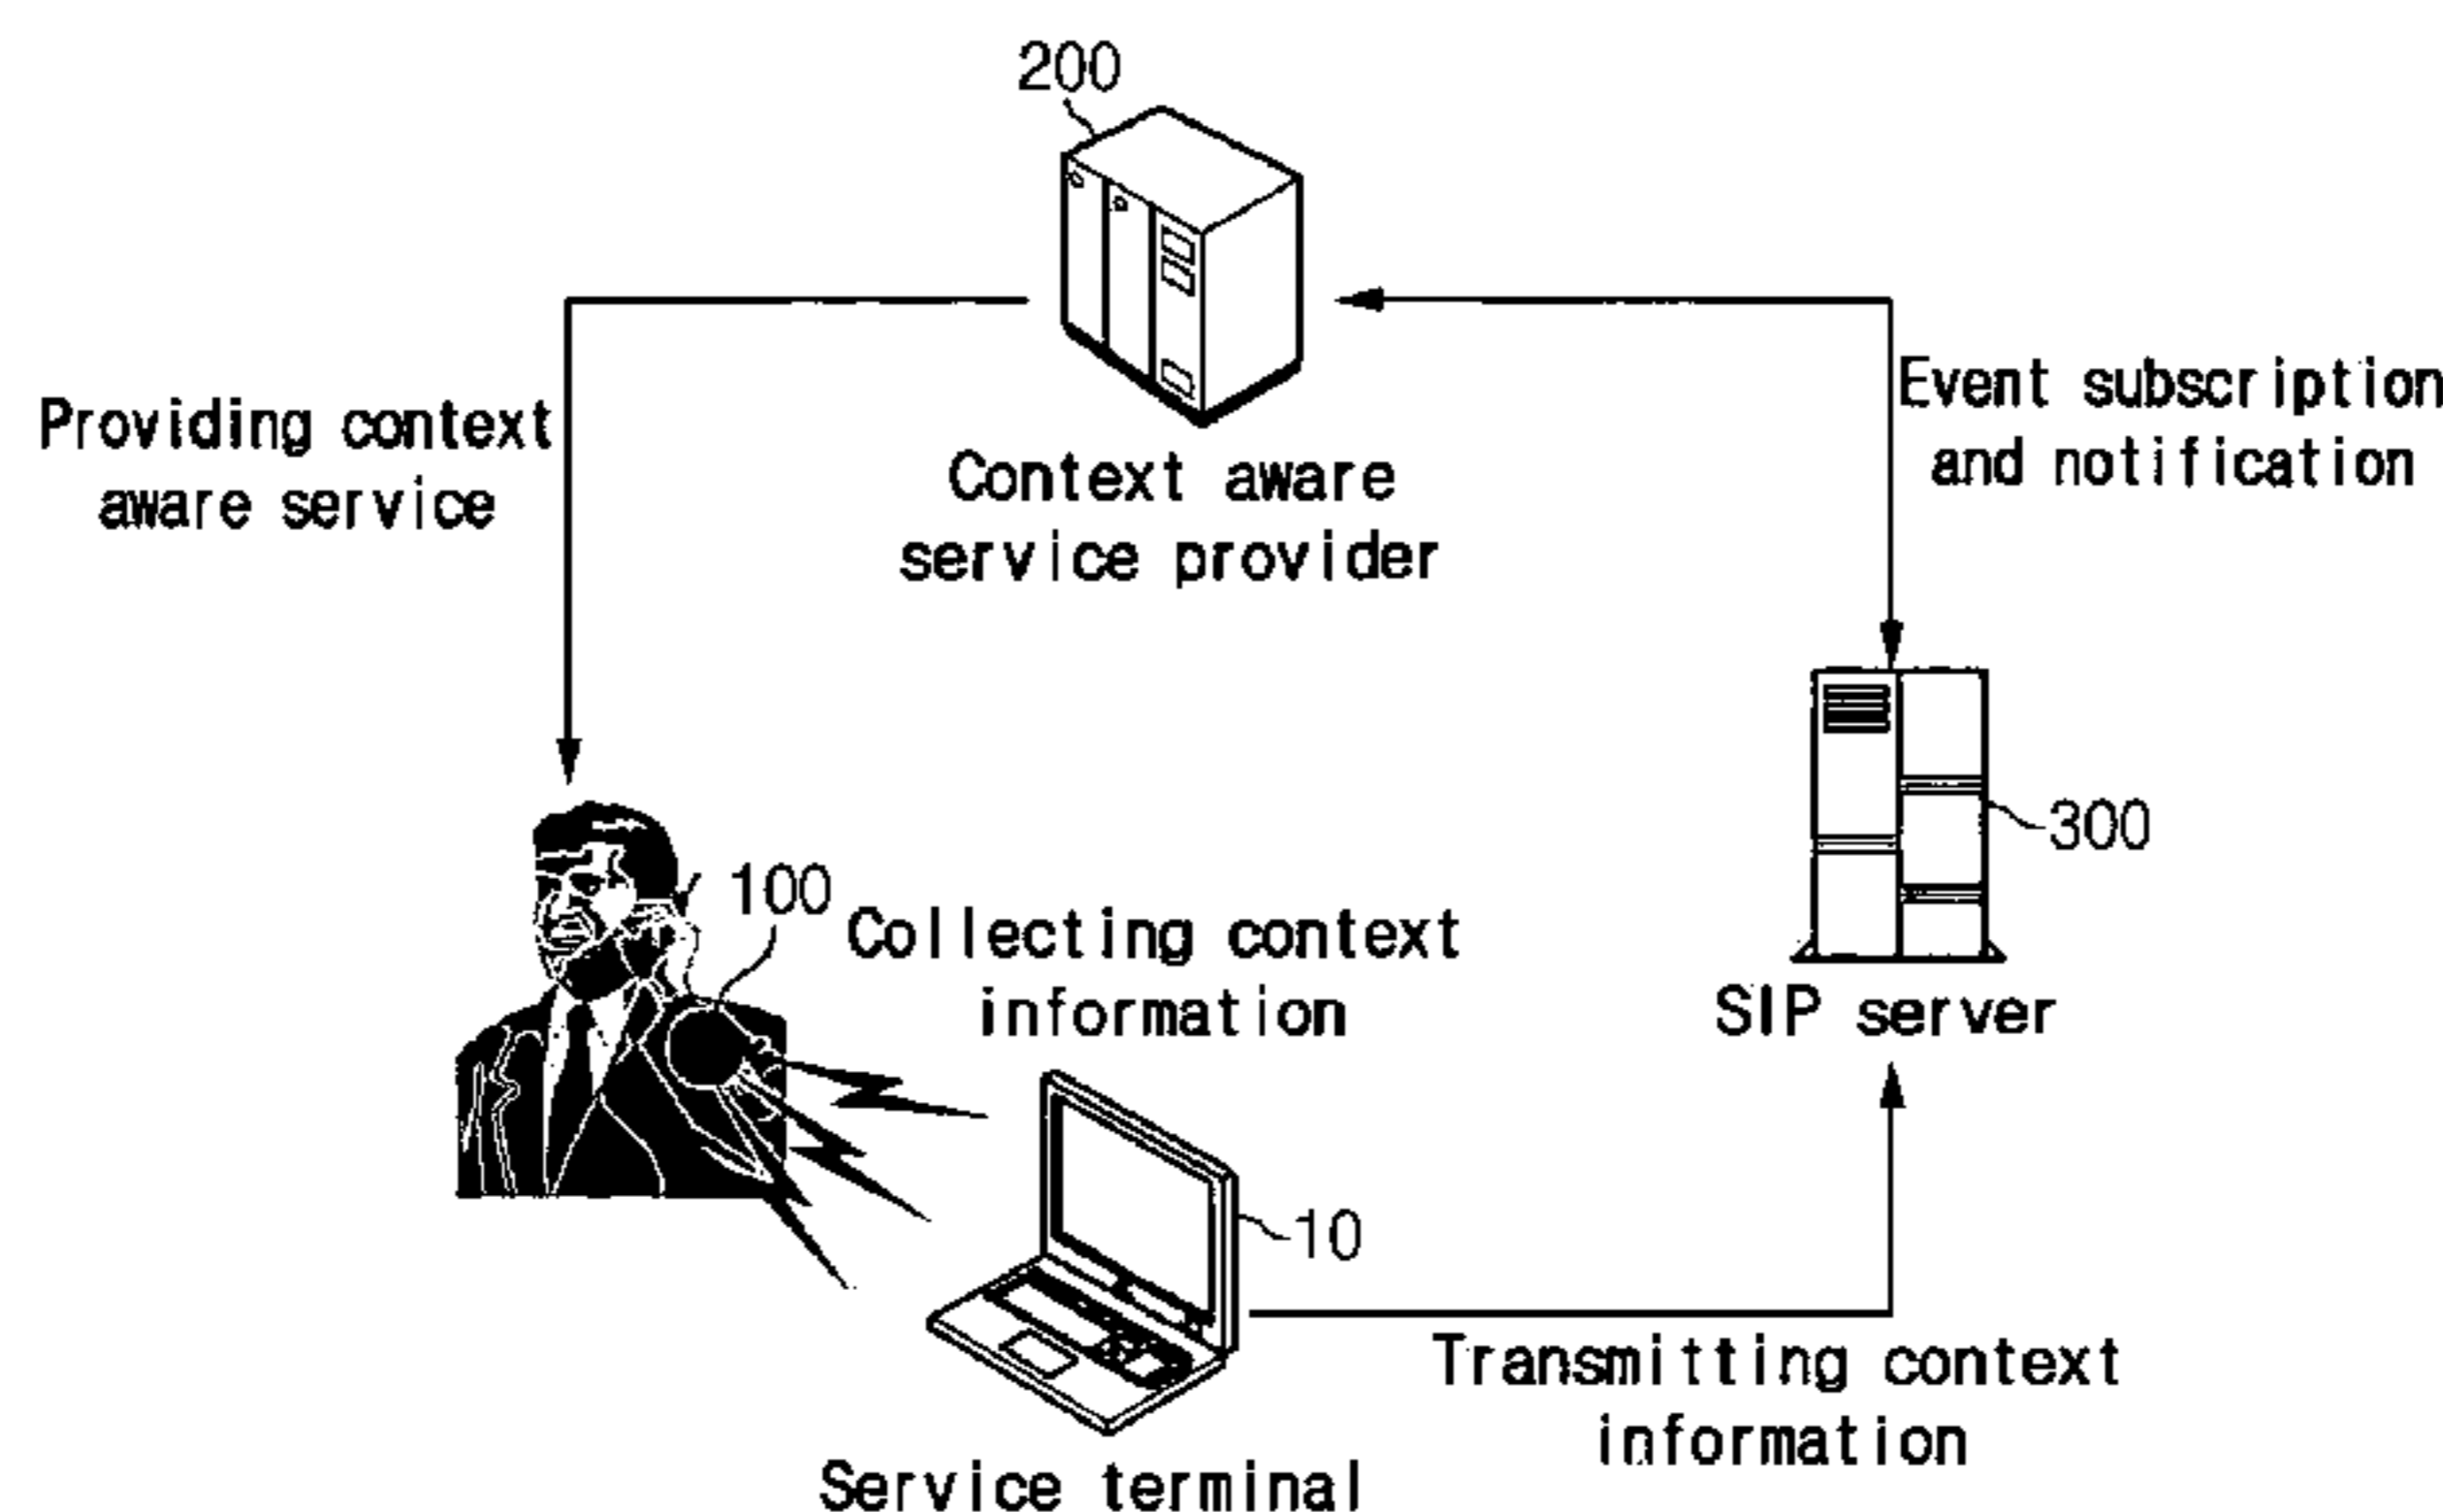 200
Providing context
aware service
Context aware
service provider
Event subscription
and notification
100
Collecting context
information
300
SIP server
10
Transmitting context
information
Service terminal